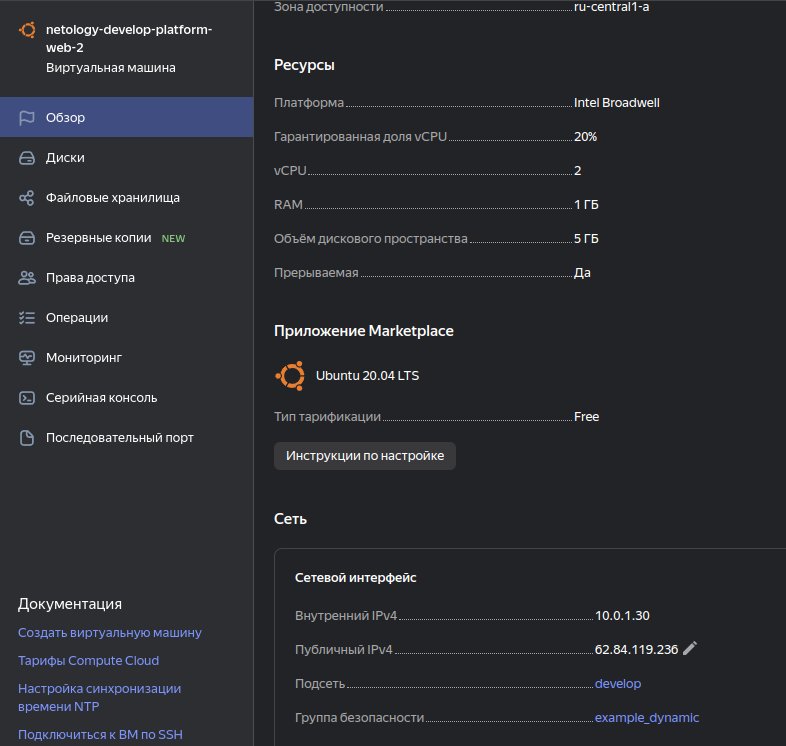 netology-develop-platform-
web-2
Виртуальная машина
Обзор
Диски
Файловые хранилища
Резервные копии NEW
Права доступа
Операции
Мониторинг
Серийная консоль
Последовательный порт
Документация
Создать виртуальную машину
Тарифы Compute Cloud
Настройка синхронизации
времени NTP
Подключиться к ВМ по SSH
Зона доступности ru-central1-a
Ресурсы
Платформа Intel Broadwell
Гарантированная доля vCPU 20%
vCPU 2
RAM 1 ГБ
Объём дискового пространства 5 ГБ
Прерываемая Да
Приложение Marketplace
Ubuntu 20.04 LTS
Тип тарификации Free
Инструкции по настройке
Сеть
Сетевой интерфейс
Внутренний IPv4 10.0.1.30
Публичный IPv4 62.84.119.236
Подсеть develop
Группа безопасности example_dynamic